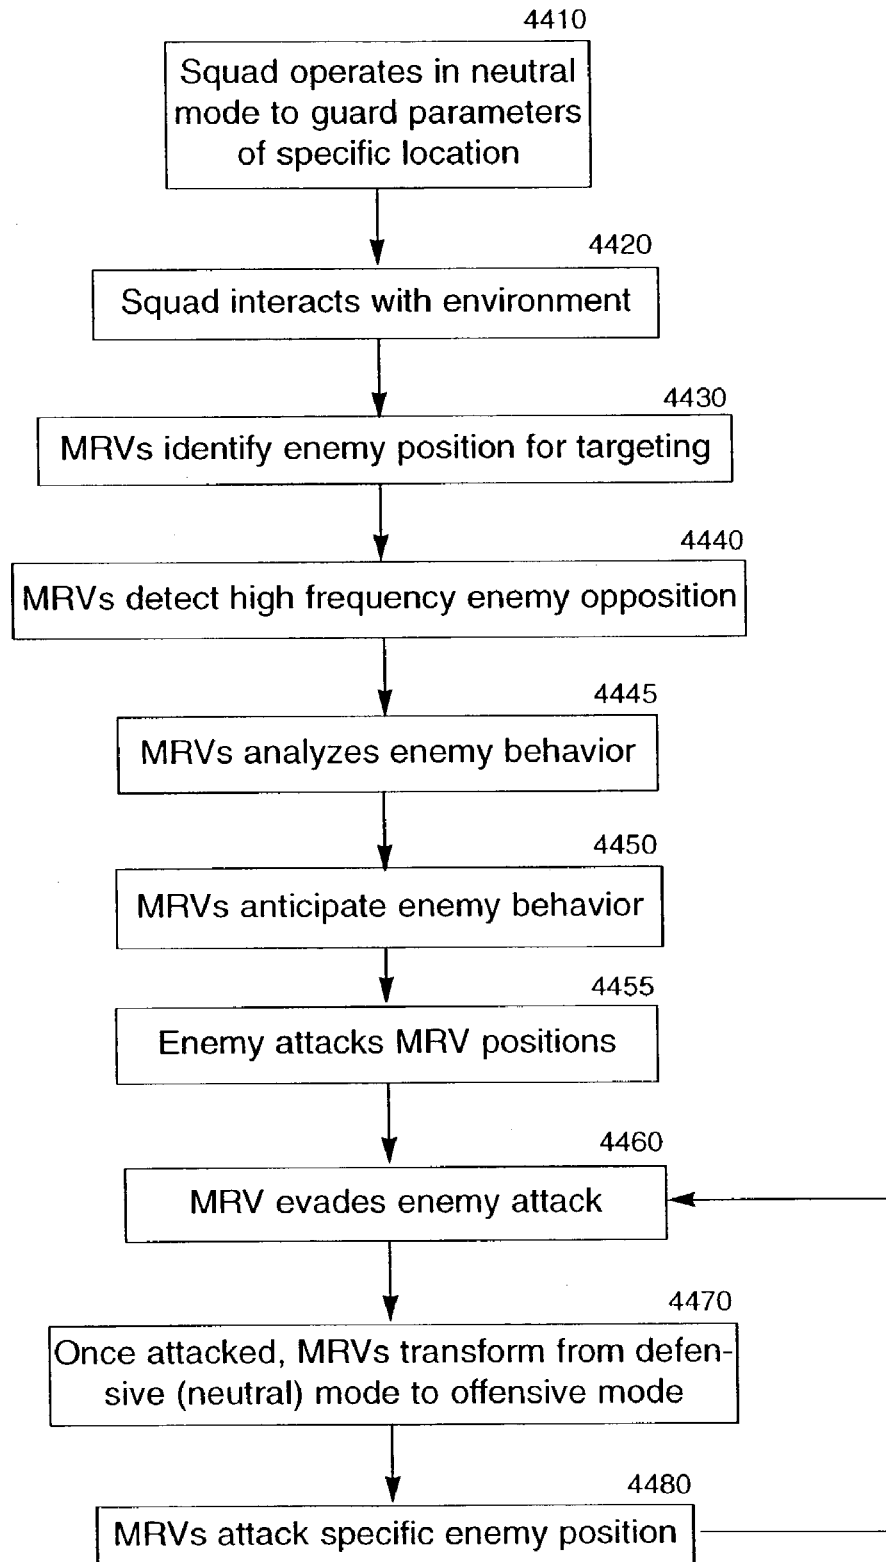 4410
Squad operates in neutral
mode to guard parameters
of specific location
4420
Squad interacts with environment
4430
MRVs identify enemy position for targeting
4440
MRVs detect high frequency enemy opposition
4445
MRVs analyzes enemy behavior
4450
MRVs anticipate enemy behavior
4455
Enemy attacks MRV positions
4460
MRV evades enemy attack
4470
Once attacked, MRVs transform from defen-
sive (neutral) mode to offensive mode
4480
MRVs attack specific enemy position